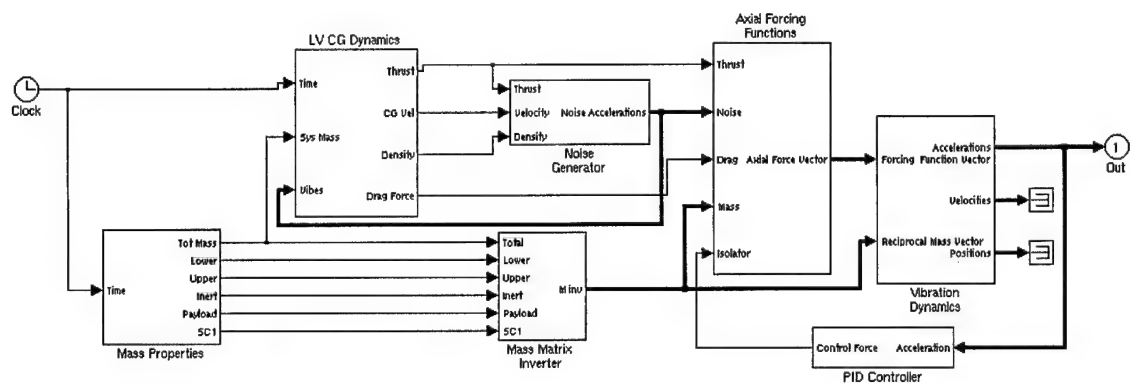 Clock
LV CG Dynamics
Time
Sys Mass
Vibes
Thrust
CG Vel
Density
Drag Force
Thrust
Velocity
Density
Noise Accelerations
Noise
Generator
Axial Forcing
Functions
Thrust
Noise
Drag
Mass
Isolator
Axial Force Vector
Accelerations
Forcing Function Vector
Velocities
Reciprocal Mass Vector
Positions
Vibration
Dynamics
1
Out
Time
Tot Mass
Lower
Upper
Inert
Payload
SC1
Mass Properties
Total
Lower
Upper
Inert
Payload
SC1
Minv
Mass Matrix
Inverter
Control Force
Acceleration
PID Controller